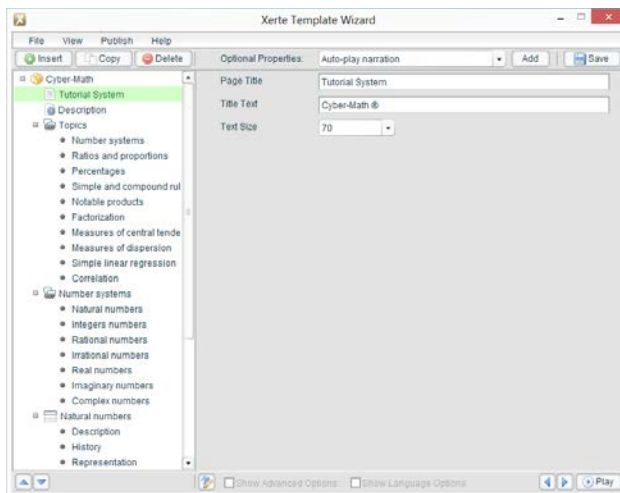 Xerte Template Wizard
File View Publish Help
Insert Copy Delete Optional Properties: Auto-play narration Add Save
Cyber-Math
Tutorial System
Description
Topics
Number systems
Ratios and proportions
Percentages
Simple and compound rul
Notable products
Factorization
Measures of central tende
Measures of dispersion
Simple linear regression
Correlation
Number systems
Natural numbers
Integers numbers
Rational numbers
Irrational numbers
Real numbers
Imaginary numbers
Complex numbers
Natural numbers
Description
History
Representation
Page Title Tutorial System
Title Text Cyber-Math ®
Text Size 70
Show Advanced Options Show Language Options Play